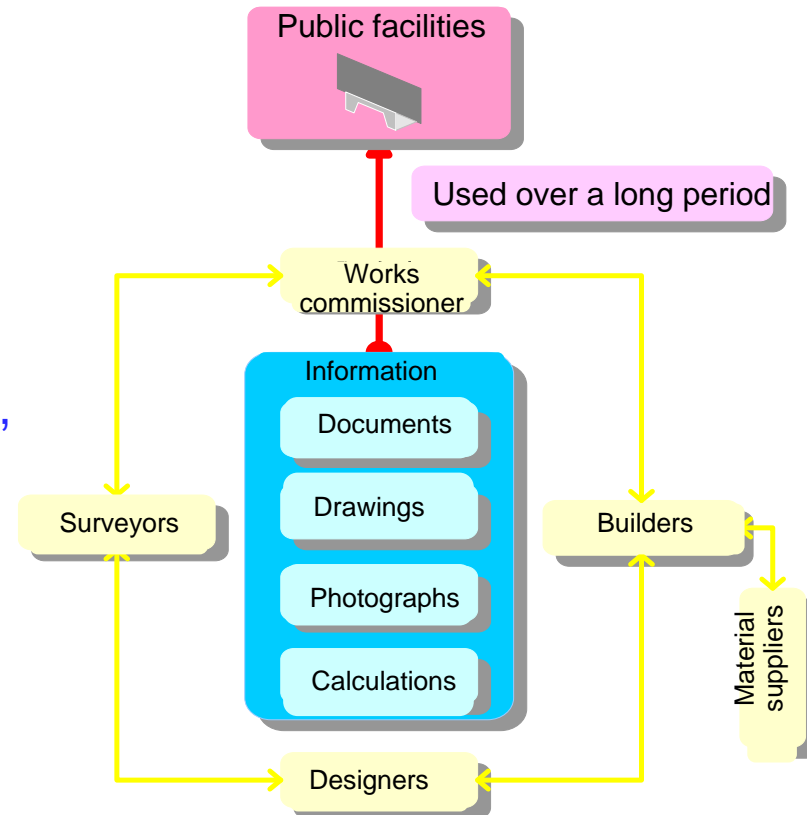 Public facilities
Used over a long period
Works
commissioner
Information
Documents
,
Drawings
Surveyors
Builders
Photographs
Material
suppliers
Calculations
Designers